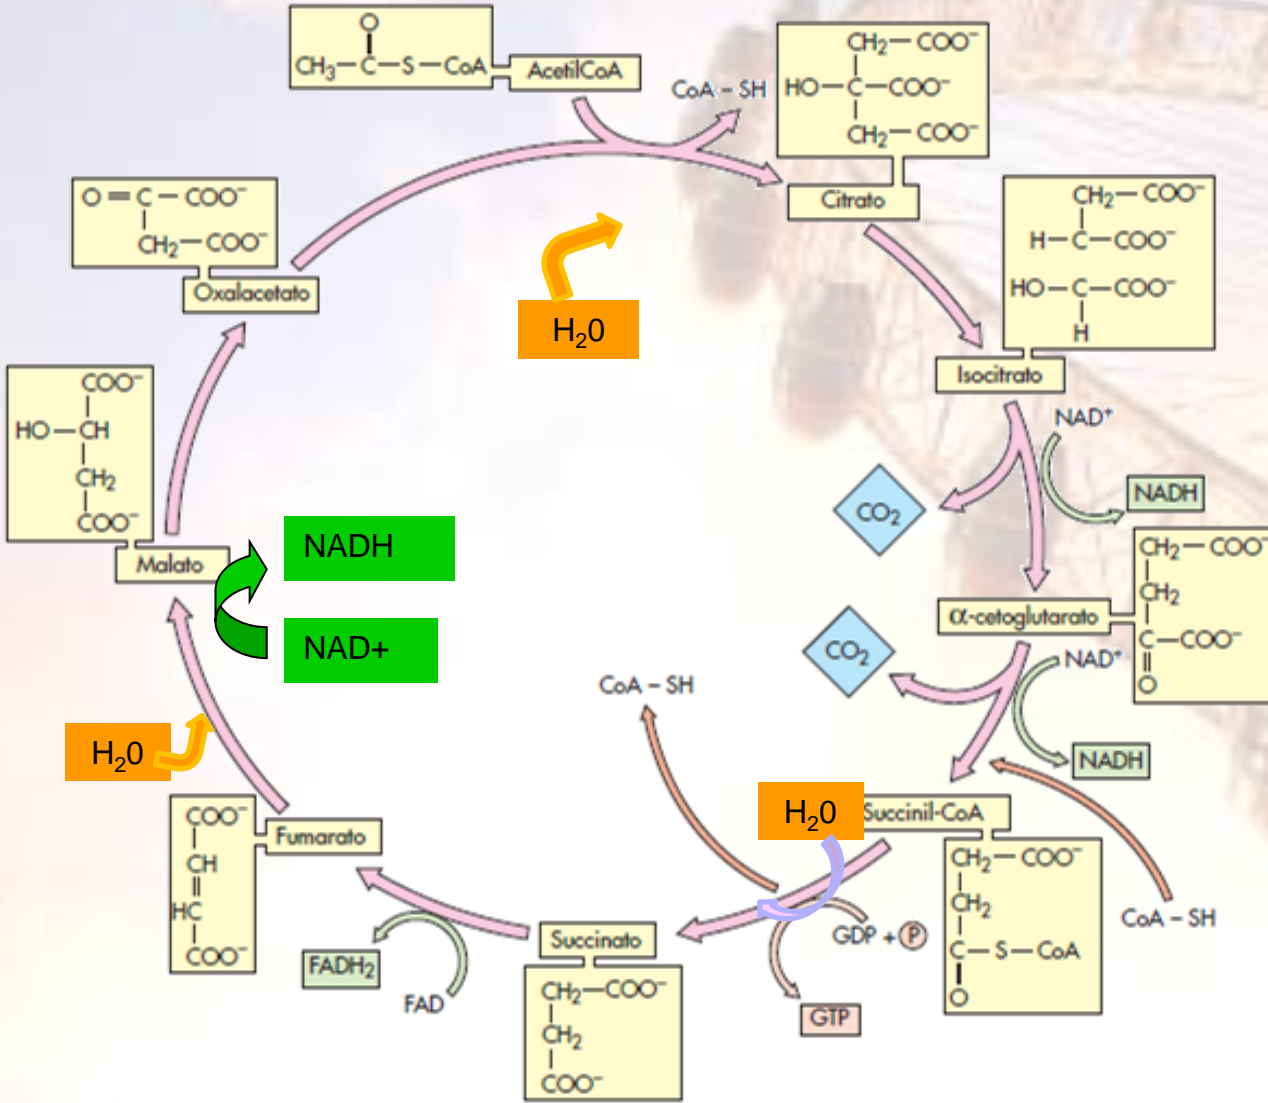 O
CH₃—C—S—CoA
AcetilCoA
CoA – SH
CH₂—COO⁻
HO—C—COO⁻
CH₂—COO⁻
Citrato
O=C—COO⁻
CH₂—COO⁻
Oxalacetato
H₂0
CH₂—COO⁻
H—C—COO⁻
HO—C—COO⁻
H
Isocitrato
NAD⁺
NADH
CO₂
COO⁻
HO—CH
CH₂
COO⁻
Malato
NADH
NAD+
CH₂—COO⁻
CH₂
C—COO⁻
O
α-cetoglutarato
CO₂
NAD⁺
NADH
CoA – SH
H₂0
H₂0
Succinil-CoA
CH₂—COO⁻
CH₂
C—S—CoA
O
CoA – SH
GDP + P
GTP
COO⁻
CH
HC
COO⁻
Fumarato
Succinato
CH₂—COO⁻
CH₂
COO⁻
FADH₂
FAD